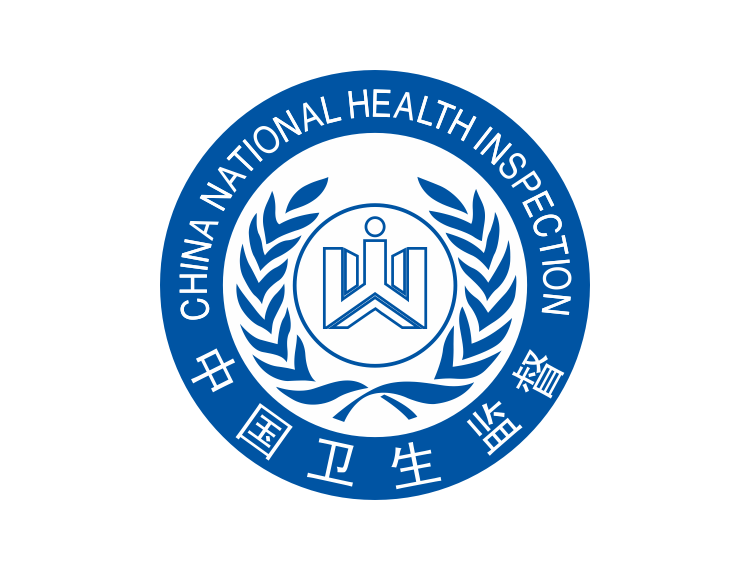 CHINA NATIONAL HEALTH INSPECTION
中国卫生监督